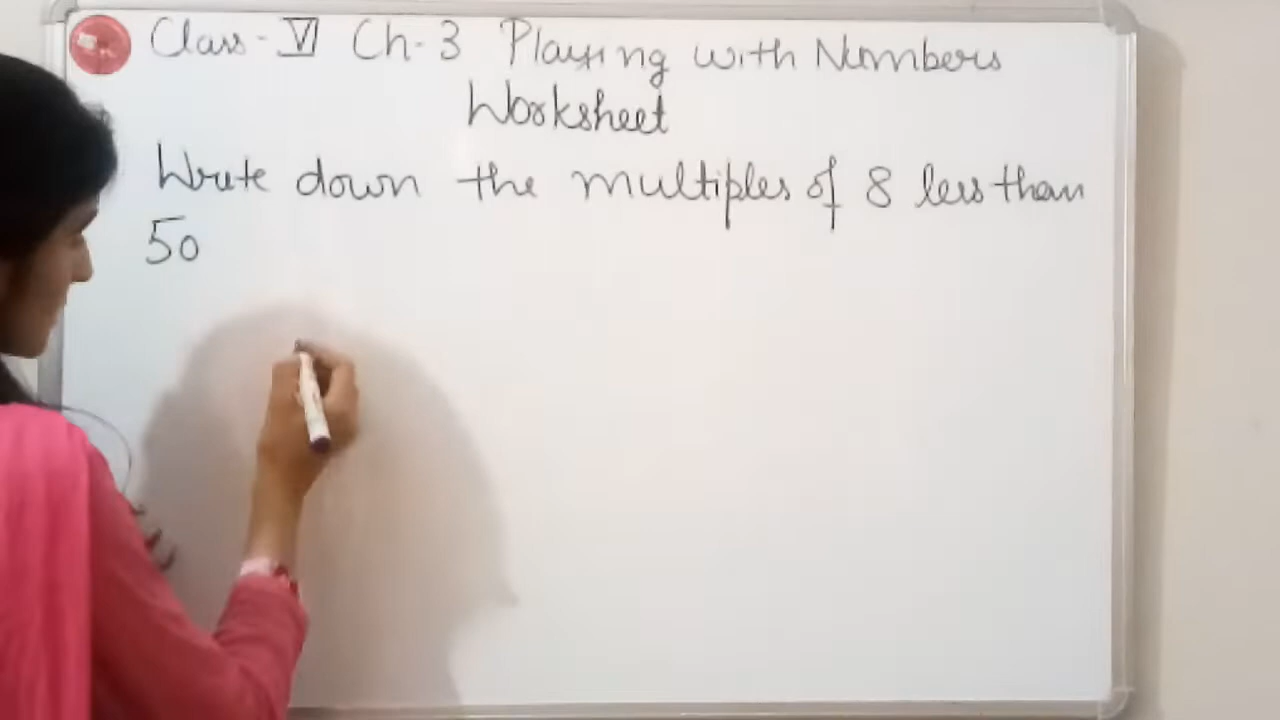 Class - VI Ch-3 Playing with Numbers
Worksheet
Write down the multiples of 8 less than
50